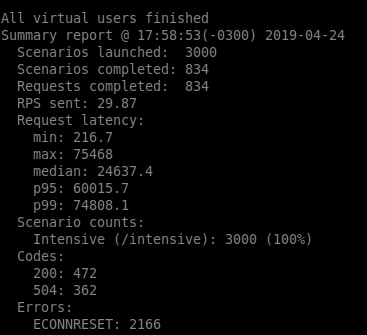 All virtual users finished
Summary report @ 17:58:53(-0300) 2019-04-24
Scenarios launched: 3000
Scenarios completed: 834
Requests completed: 834
RPS sent: 29.87
Request latency:
min: 216.7
max: 75468
median: 24637.4
p95: 60015.7
p99: 74808.1
Scenario counts:
Intensive (/intensive): 3000 (100%)
Codes:
200: 472
504: 362
Errors:
ECONNRESET: 2166